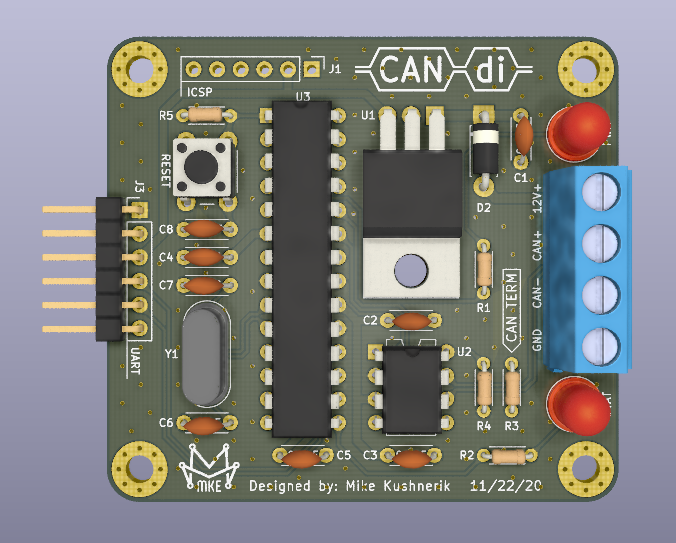 CAN di
J1
ICSP
U3
R5
U1
RESET
C1
J3
12V+
D2
C8
CAN+
C4
C7
CAN-
R1
CAN TERM
C2
GND
Y1
U2
UART
C6
R4
R3
C5
C3
R2
MKE
Designed by: Mike Kushnerik 11/22/20